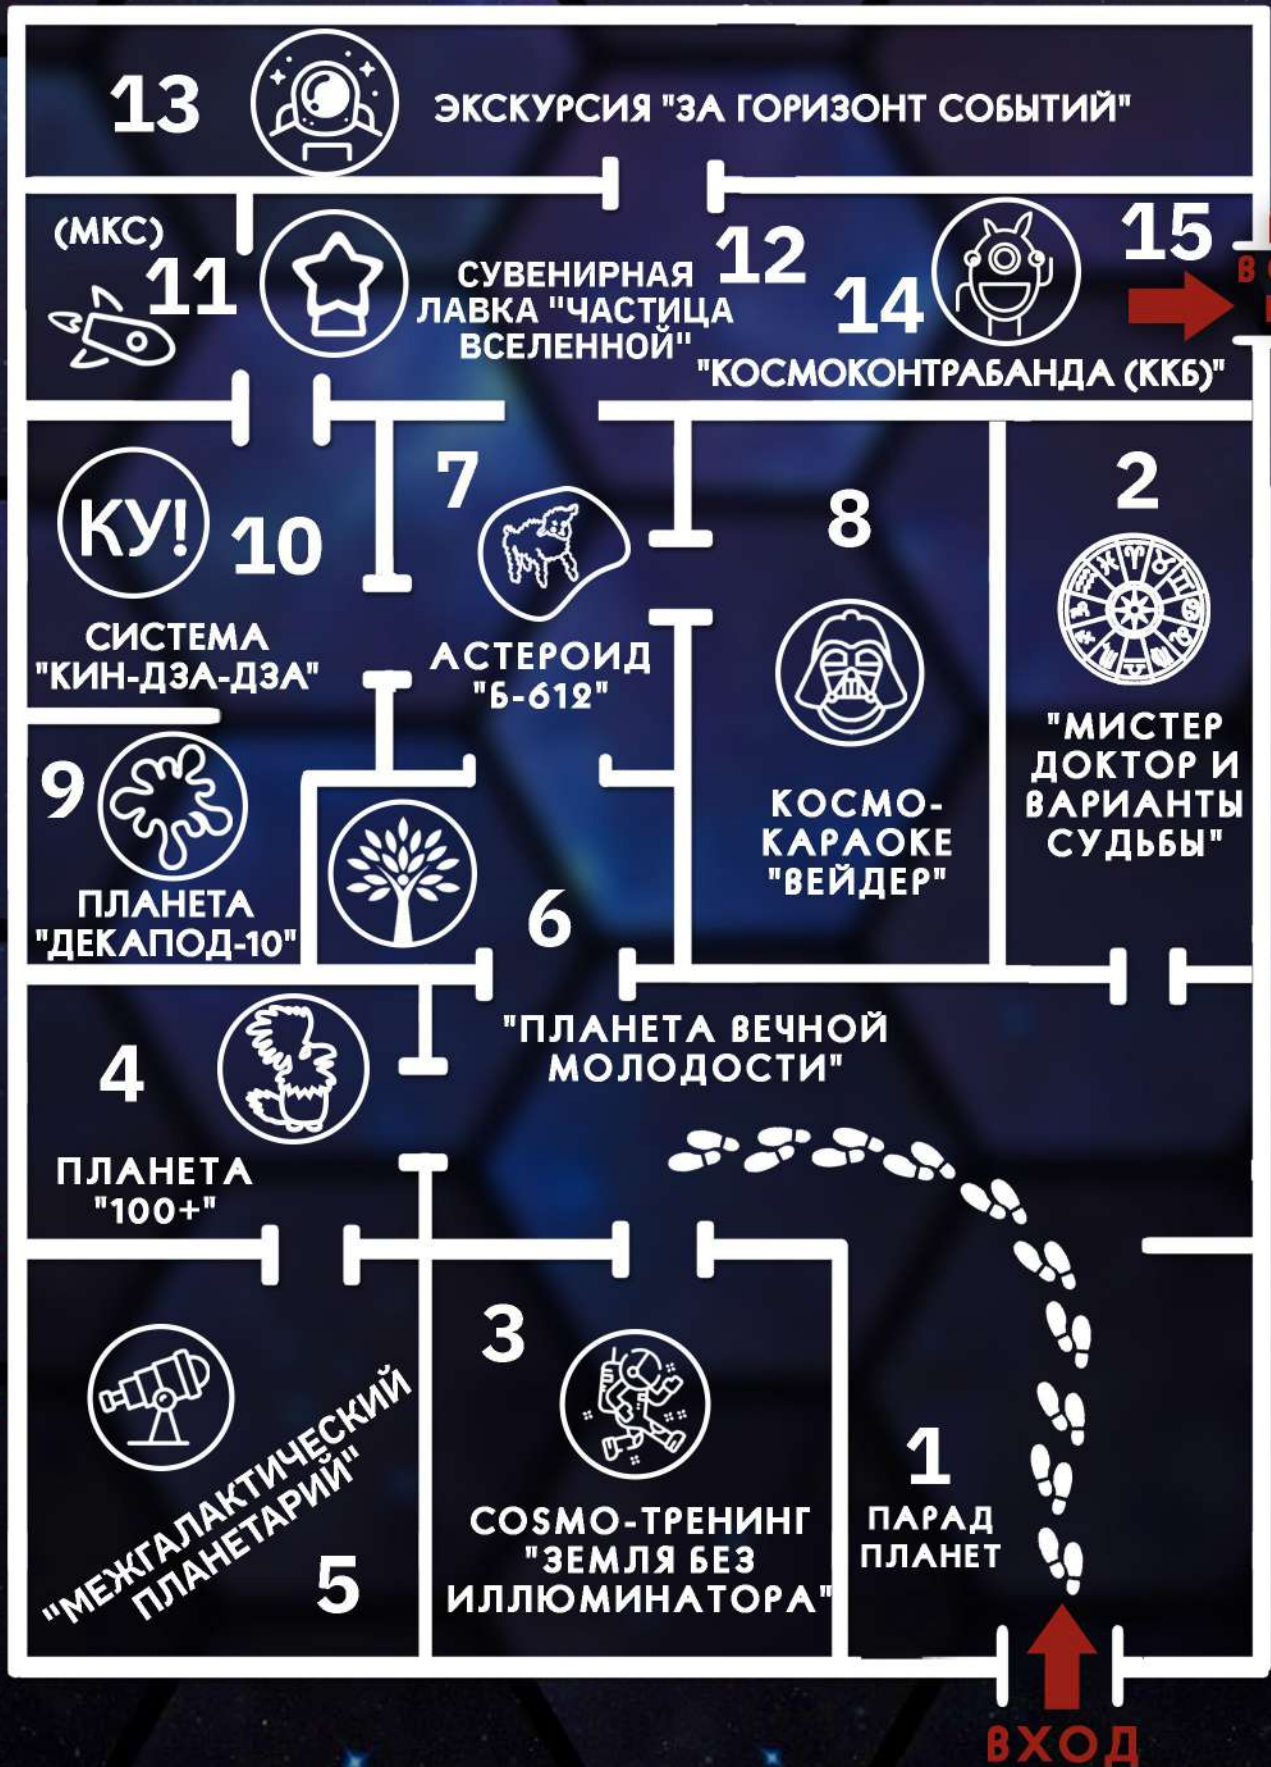 13
ЭКСКУРСИЯ "ЗА ГОРИЗОНТ СОБЫТИЙ"
(МКС)
11
СУВЕНИРНАЯ
ЛАВКА "ЧАСТИЦА
ВСЕЛЕННОЙ"
12
14
15
"КОСМОКОНТРАБАНДА (ККБ)"
КУ!
10
СИСТЕМА
"КИН-ДЗА-ДЗА"
7
АСТЕРОИД
"Б-612"
8
КОСМО-
КАРАОКЕ
"ВЕЙДЕР"
2
"МИСТЕР
ДОКТОР И
ВАРИАНТЫ
СУДЬБЫ"
9
ПЛАНЕТА
"ДЕКАПОД-10"
6
"ПЛАНЕТА ВЕЧНОЙ
МОЛОДОСТИ"
4
ПЛАНЕТА
"100+"
"МЕЖГАЛАКТИЧЕСКИЙ
ПЛАНЕТАРИЙ"
5
3
COSMO-ТРЕНИНГ
"ЗЕМЛЯ БЕЗ
ИЛЛЮМИНАТОРА"
1
ПАРАД
ПЛАНЕТ
ВХОД